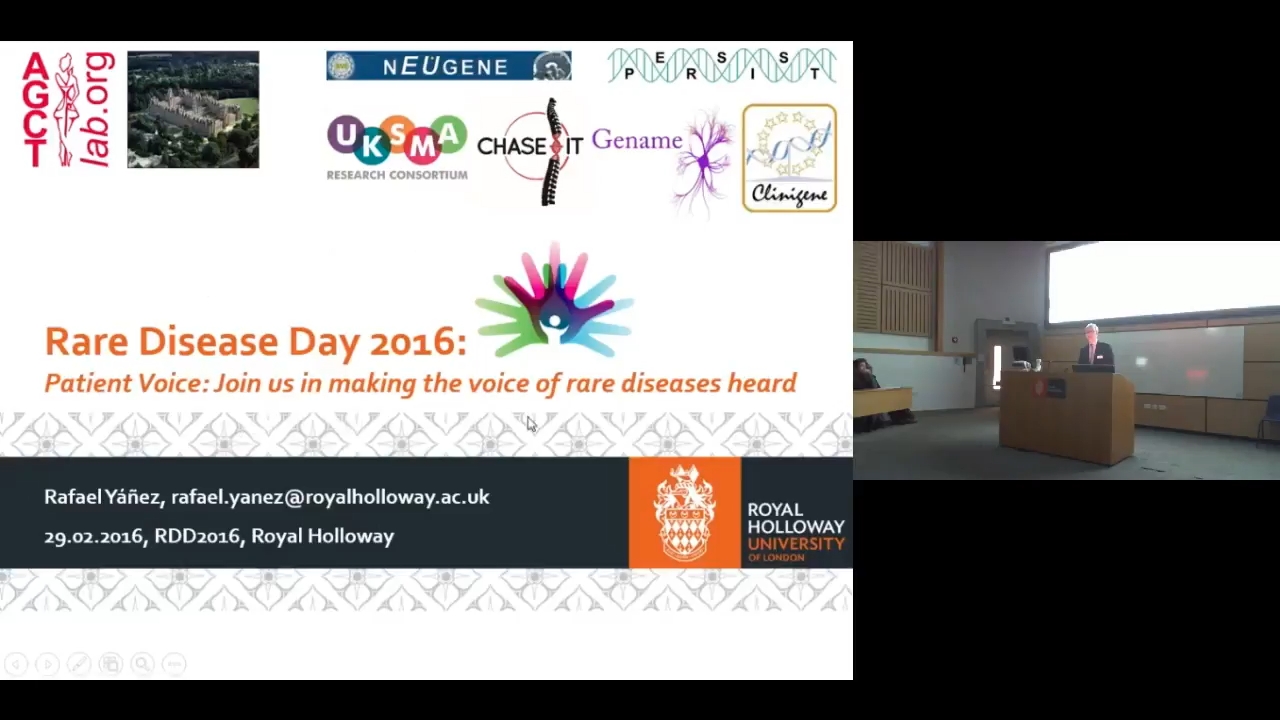 AGCT
lab.org
NEÜGENE
PERSIST
UKSMA
RESEARCH CONSORTIUM
CHASE IT
Gename
Clinigene
Rare Disease Day 2016:
Patient Voice: Join us in making the voice of rare diseases heard
Rafael Yáñez, rafael.yanez@royalholloway.ac.uk
29.02.2016, RDD2016, Royal Holloway
ROYAL
HOLLOWAY
UNIVERSITY
OF LONDON